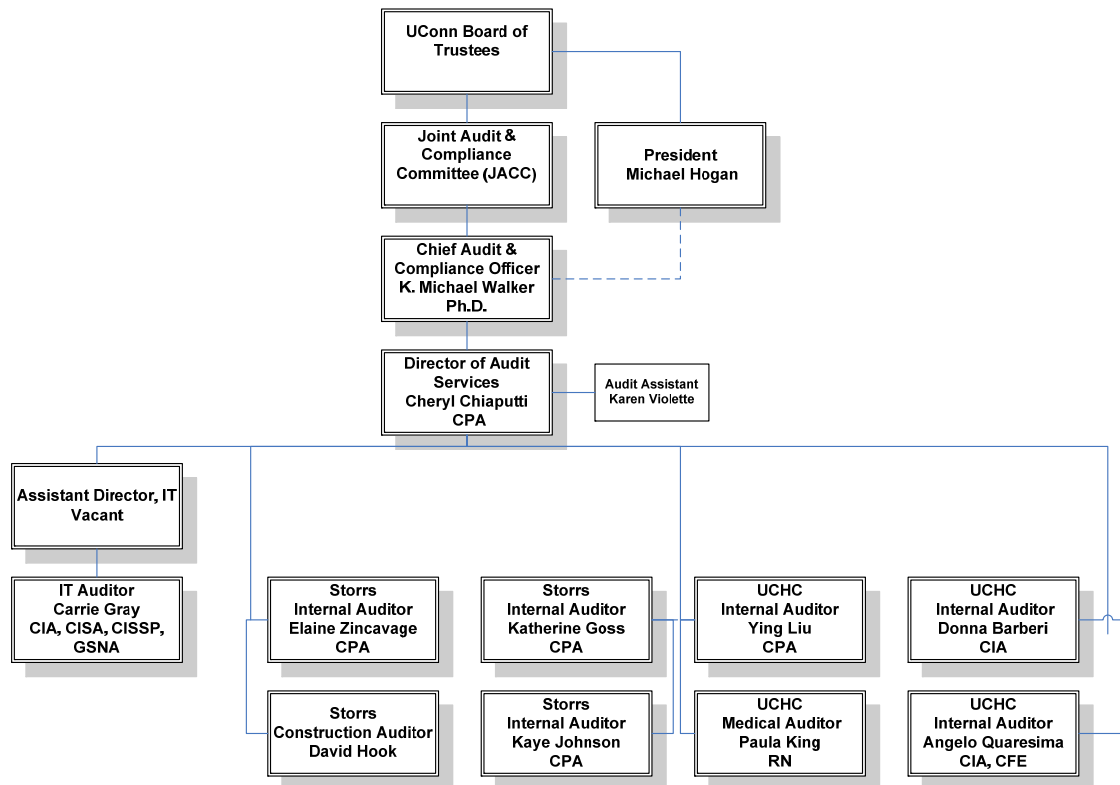 UConn Board of
Trustees
Joint Audit &
Compliance
Committee (JACC)
President
Michael Hogan
Chief Audit &
Compliance Officer
K. Michael Walker
Ph.D.
Director of Audit
Services
Cheryl Chiaputti
CPA
Audit Assistant
Karen Violette
Assistant Director, IT
Vacant
IT Auditor
Carrie Gray
CIA, CISA, CISSP,
GSNA
Storrs
Internal Auditor
Elaine Zincavage
CPA
Storrs
Internal Auditor
Katherine Goss
CPA
UCHC
Internal Auditor
Ying Liu
CPA
UCHC
Internal Auditor
Donna Barberi
CIA
Storrs
Construction Auditor
David Hook
Storrs
Internal Auditor
Kaye Johnson
CPA
UCHC
Medical Auditor
Paula King
RN
UCHC
Internal Auditor
Angelo Quaresima
CIA, CFE